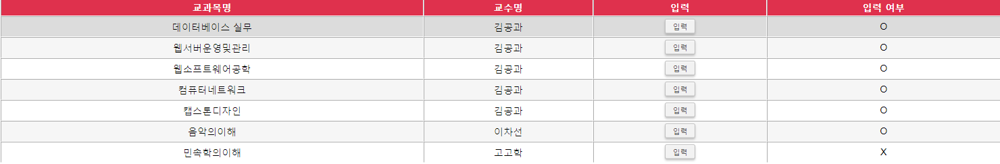 교과목명 교수명 입력 입력 여부
데이터베이스 실무 김공과 입력 O
웹서버운영및관리 김공과 입력 O
웹소프트웨어공학 김공과 입력 O
컴퓨터네트워크 김공과 입력 O
캡스톤디자인 김공과 입력 O
음악의이해 이차선 입력 O
민속학의이해 고고학 입력 X